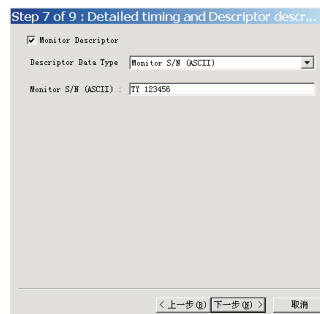 Step 7 of 9 : Detailed timing and Descriptor descr...
Monitor Descriptor
Descriptor Data Type Monitor S/N (ASCII)
Monitor S/N (ASCII) : TY 123456
< 上一步(B) 下一步(N) > 取消